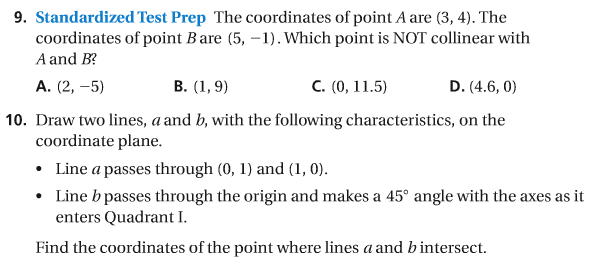 9. Standardized Test Prep The coordinates of point A are (3, 4). The
coordinates of point B are (5, −1). Which point is NOT collinear with
A and B?
A. (2, −5) B. (1, 9) C. (0, 11.5) D. (4.6, 0)
10. Draw two lines, a and b, with the following characteristics, on the
coordinate plane.
• Line a passes through (0, 1) and (1, 0).
• Line b passes through the origin and makes a 45° angle with the axes as it
enters Quadrant I.
Find the coordinates of the point where lines a and b intersect.